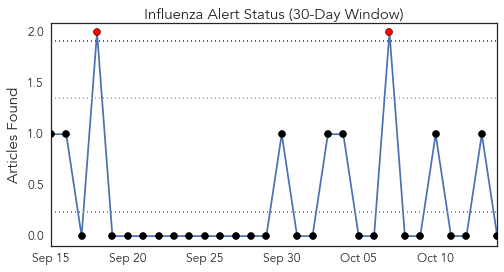 Influenza Alert Status (30-Day Window)
Articles Found
2.0
1.5
1.0
0.5
0.0
Sep 15 Sep 20 Sep 25 Sep 30 Oct 05 Oct 10